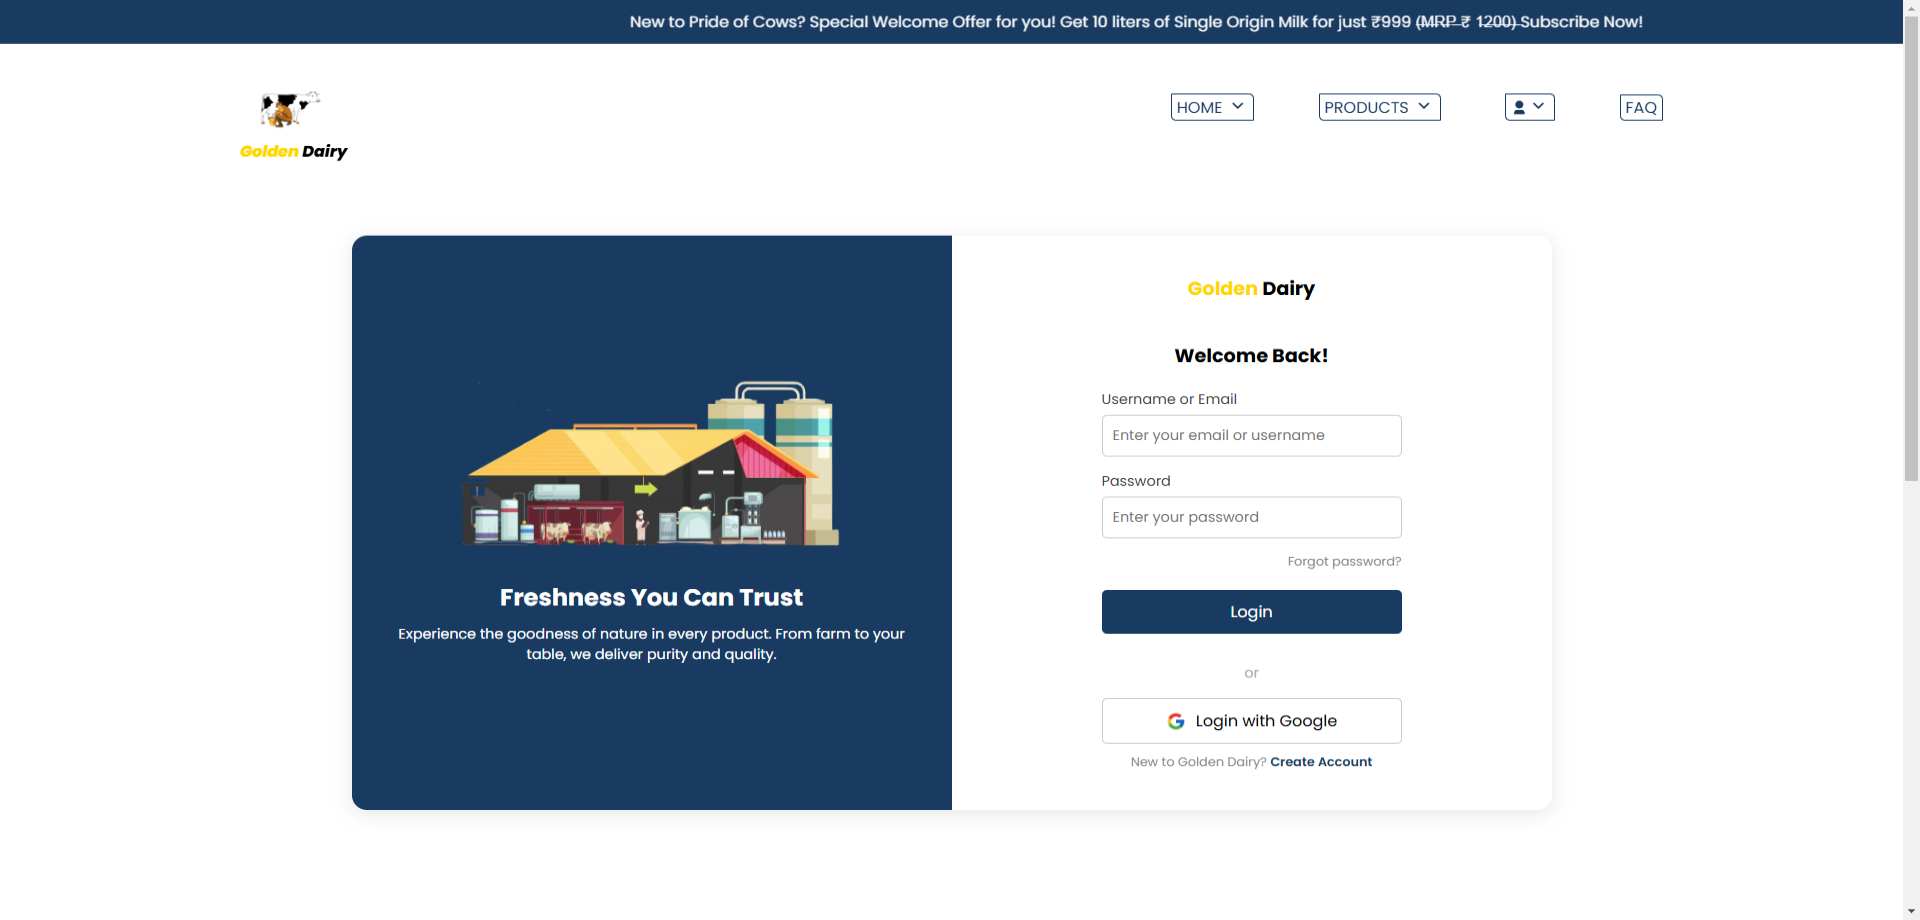 New to Pride of Cows? Special Welcome Offer for you! Get 10 liters of Single Origin Milk for just ₹999 (MRP ₹ 1200) Subscribe Now!
Golden Dairy
HOME
PRODUCTS
FAQ
Freshness You Can Trust
Experience the goodness of nature in every product. From farm to your
table, we deliver purity and quality.
Golden Dairy
Welcome Back!
Username or Email
Enter your email or username
Password
Enter your password
Forgot password?
Login
or
Login with Google
New to Golden Dairy? Create Account